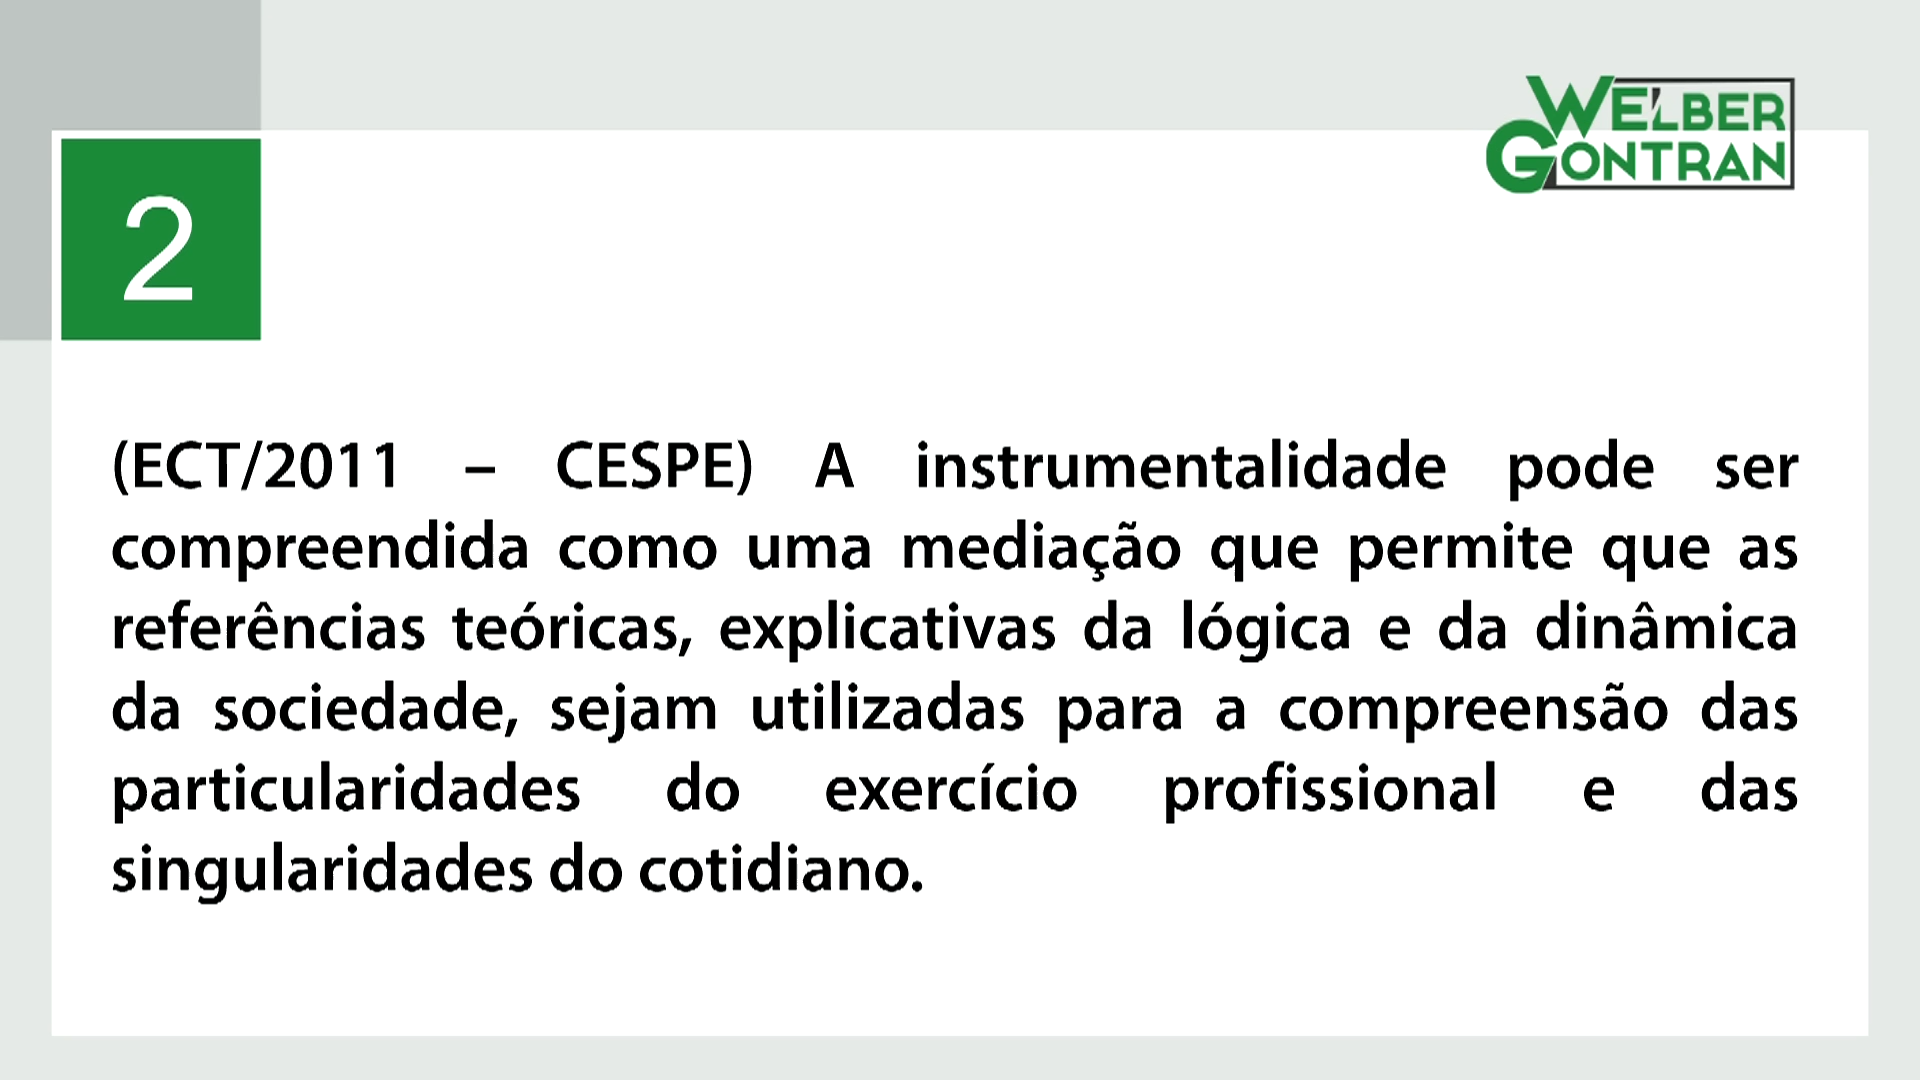 WELBER
GONTRAN
2
(ECT/2011 – CESPE) A instrumentalidade pode ser
compreendida como uma mediação que permite que as
referências teóricas, explicativas da lógica e da dinâmica
da sociedade, sejam utilizadas para a compreensão das
particularidades do exercício profissional e das
singularidades do cotidiano.